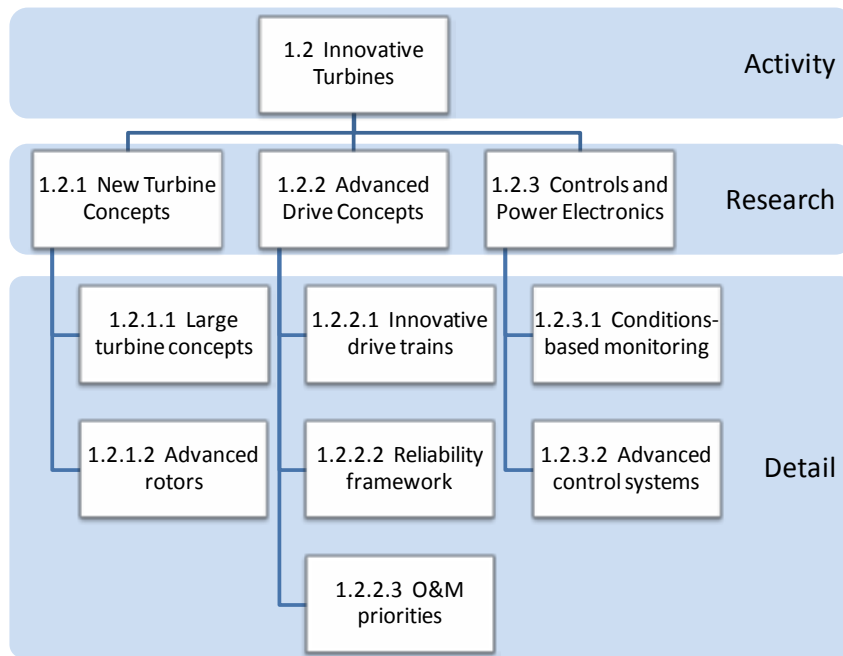 1.2 Innovative
Turbines
Activity
1.2.1 New Turbine
Concepts
1.2.2 Advanced
Drive Concepts
1.2.3 Controls and
Power Electronics
Research
1.2.1.1 Large
turbine concepts
1.2.2.1 Innovative
drive trains
1.2.3.1 Conditions-
based monitoring
1.2.1.2 Advanced
rotors
1.2.2.2 Reliability
framework
1.2.3.2 Advanced
control systems
Detail
1.2.2.3 O&M
priorities